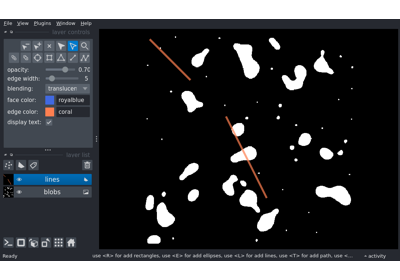 File View Plugins Window Help
layer controls
opacity: 0.70
edge width: 5
blending: translucen
face color: royalblue
edge color: coral
display text:
layer list
lines
blobs
Ready
use <R> for add rectangles, use <E> for add ellipses, use <L> for add lines, use <T> for add path, use <...
activity